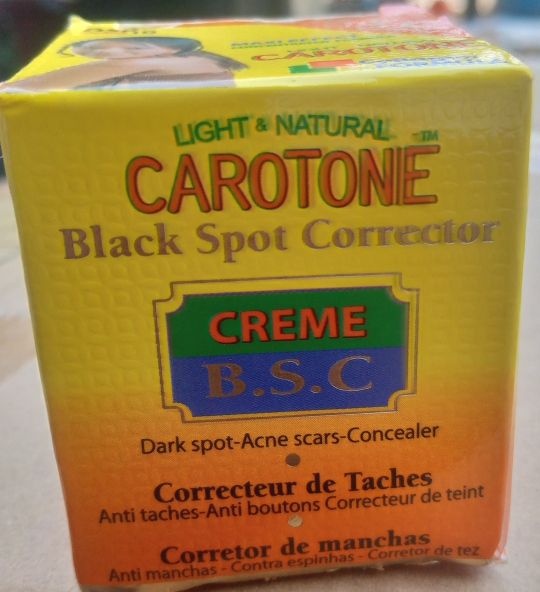 CAROTONE
LIGHT & NATURAL ™
CAROTONE
Black Spot Corrector
CREME
B.S.C
Dark spot-Acne scars-Concealer
Correcteur de Taches
Anti taches-Anti boutons Correcteur de teint
Corretor de manchas
Anti manchas - Contra espinhas - Corretor de tez